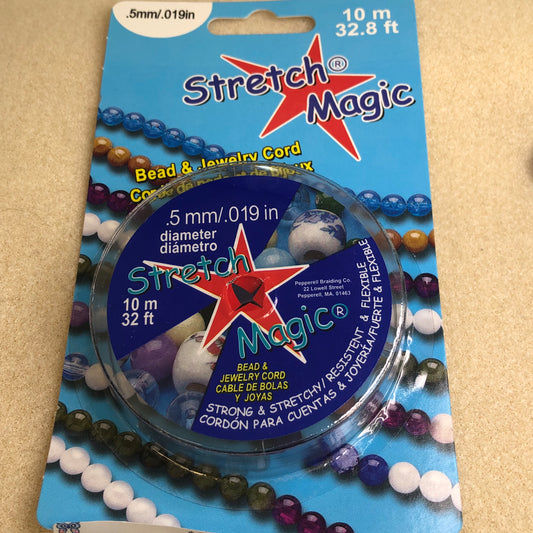 .5mm/.019in
10 m
32.8 ft
Stretch®
Magic
Bead & Jewelry Cord
de bijoux
.5 mm/.019 in
diameter
diámetro
Stretch
Magic®
10 m
32 ft
Pepperell Braiding Co.
22 Lowell Street
Pepperell, MA. 01463
BEAD &
JEWELRY CORD
CABLE DE BOLAS
Y JOYAS
STRONG & STRETCHY/ RESISTENT & FLEXIBLE
CORDÓN PARA CUENTAS & JOYERÍA/FUERTE & FLEXIBLE